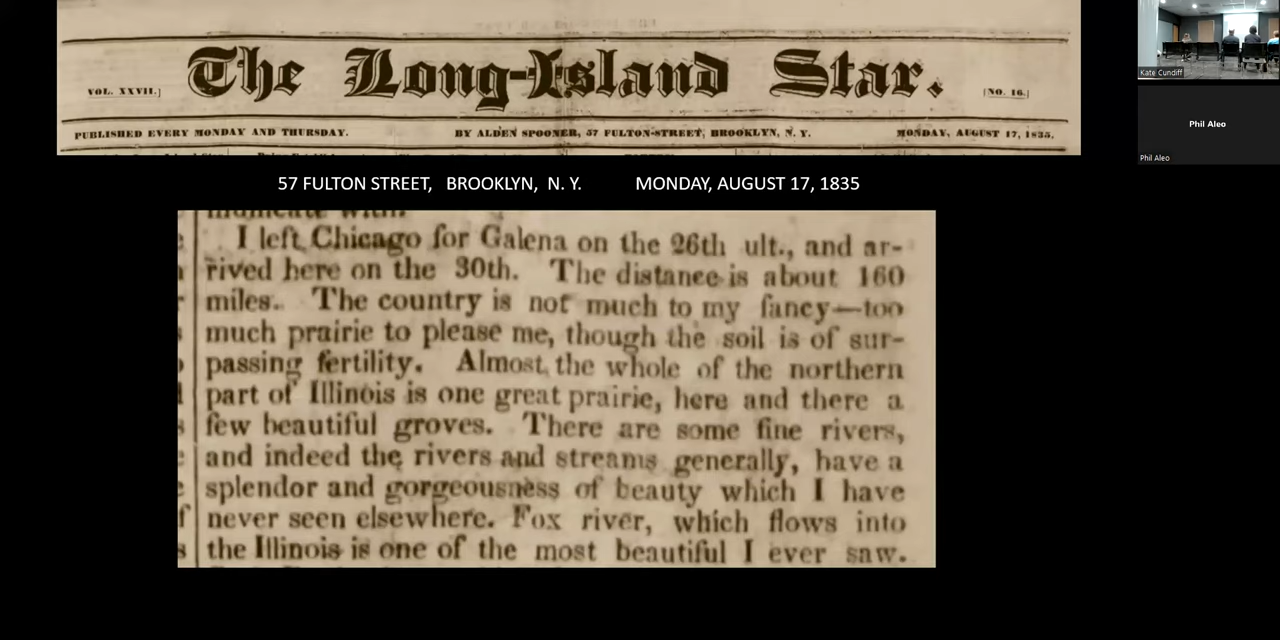 The Long-Island Star.
VOL. XXVII.]
[NO. 16.]
PUBLISHED EVERY MONDAY AND THURSDAY. BY ALDEN SPOONER, 57 FULTON-STREET, BROOKLYN, N. Y. MONDAY, AUGUST 17, 1835.
57 FULTON STREET, BROOKLYN, N. Y. MONDAY, AUGUST 17, 1835
I left Chicago for Galena on the 26th ult., and ar-
rived here on the 30th. The distance is about 160
miles. The country is not much to my fancy—too
much prairie to please me, though the soil is of sur-
passing fertility. Almost the whole of the northern
part of Illinois is one great prairie, here and there a
few beautiful groves. There are some fine rivers,
and indeed the rivers and streams generally, have a
splendor and gorgeousness of beauty which I have
never seen elsewhere. Fox river, which flows into
the Illinois is one of the most beautiful I ever saw.
Kate Cundiff
Phil Aleo
Phil Aleo